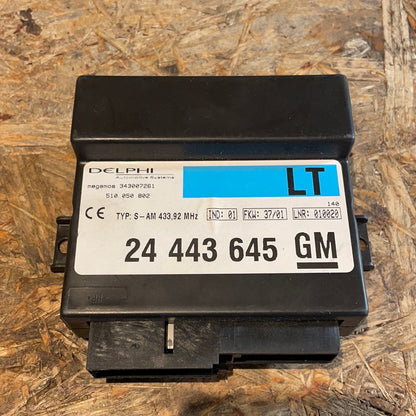 DELPHI
Automotive Systems
LT
megamos 343007261
510 050 802
140
CE TYP: S-AM 433,92 MHz IND: 01 FKW: 37/01 LNR: 010020
24 443 645 GM